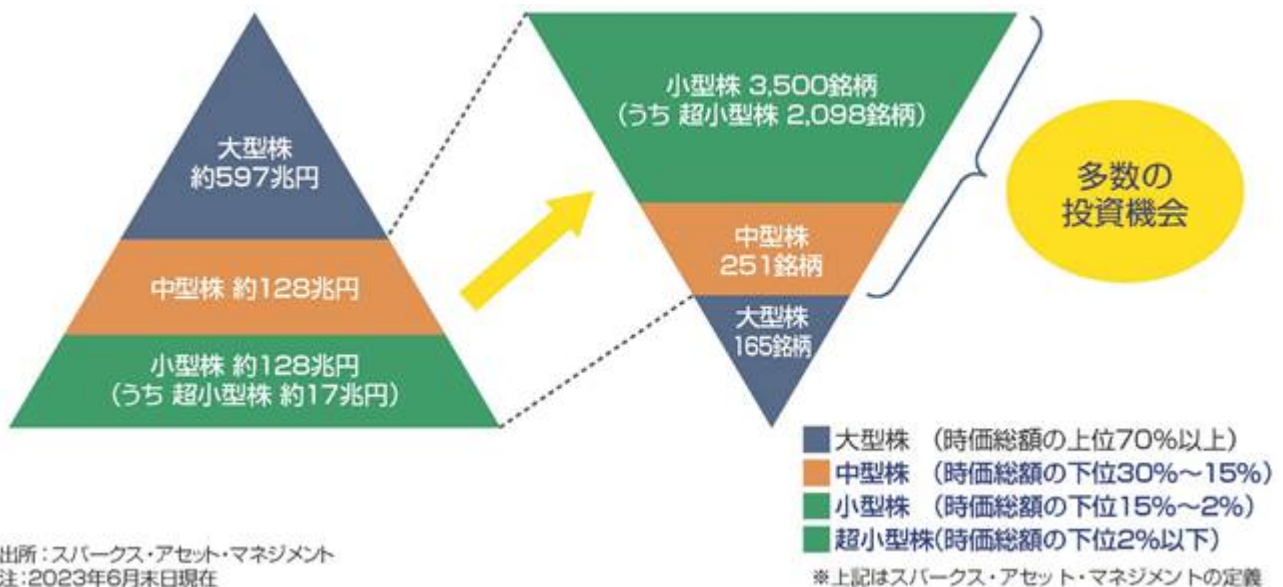 大型株
約597兆円
中型株 約128兆円
小型株 約128兆円
(うち 超小型株 約17兆円)
小型株 3,500銘柄
(うち 超小型株 2,098銘柄)
中型株
251銘柄
大型株
165銘柄
多数の
投資機会
大型株 (時価総額の上位70%以上)
中型株 (時価総額の下位30%〜15%)
小型株 (時価総額の下位15%〜2%)
超小型株(時価総額の下位2%以下)
※上記はスパークス・アセット・マネジメントの定義
出所:スパークス・アセット・マネジメント
注:2023年6月末日現在